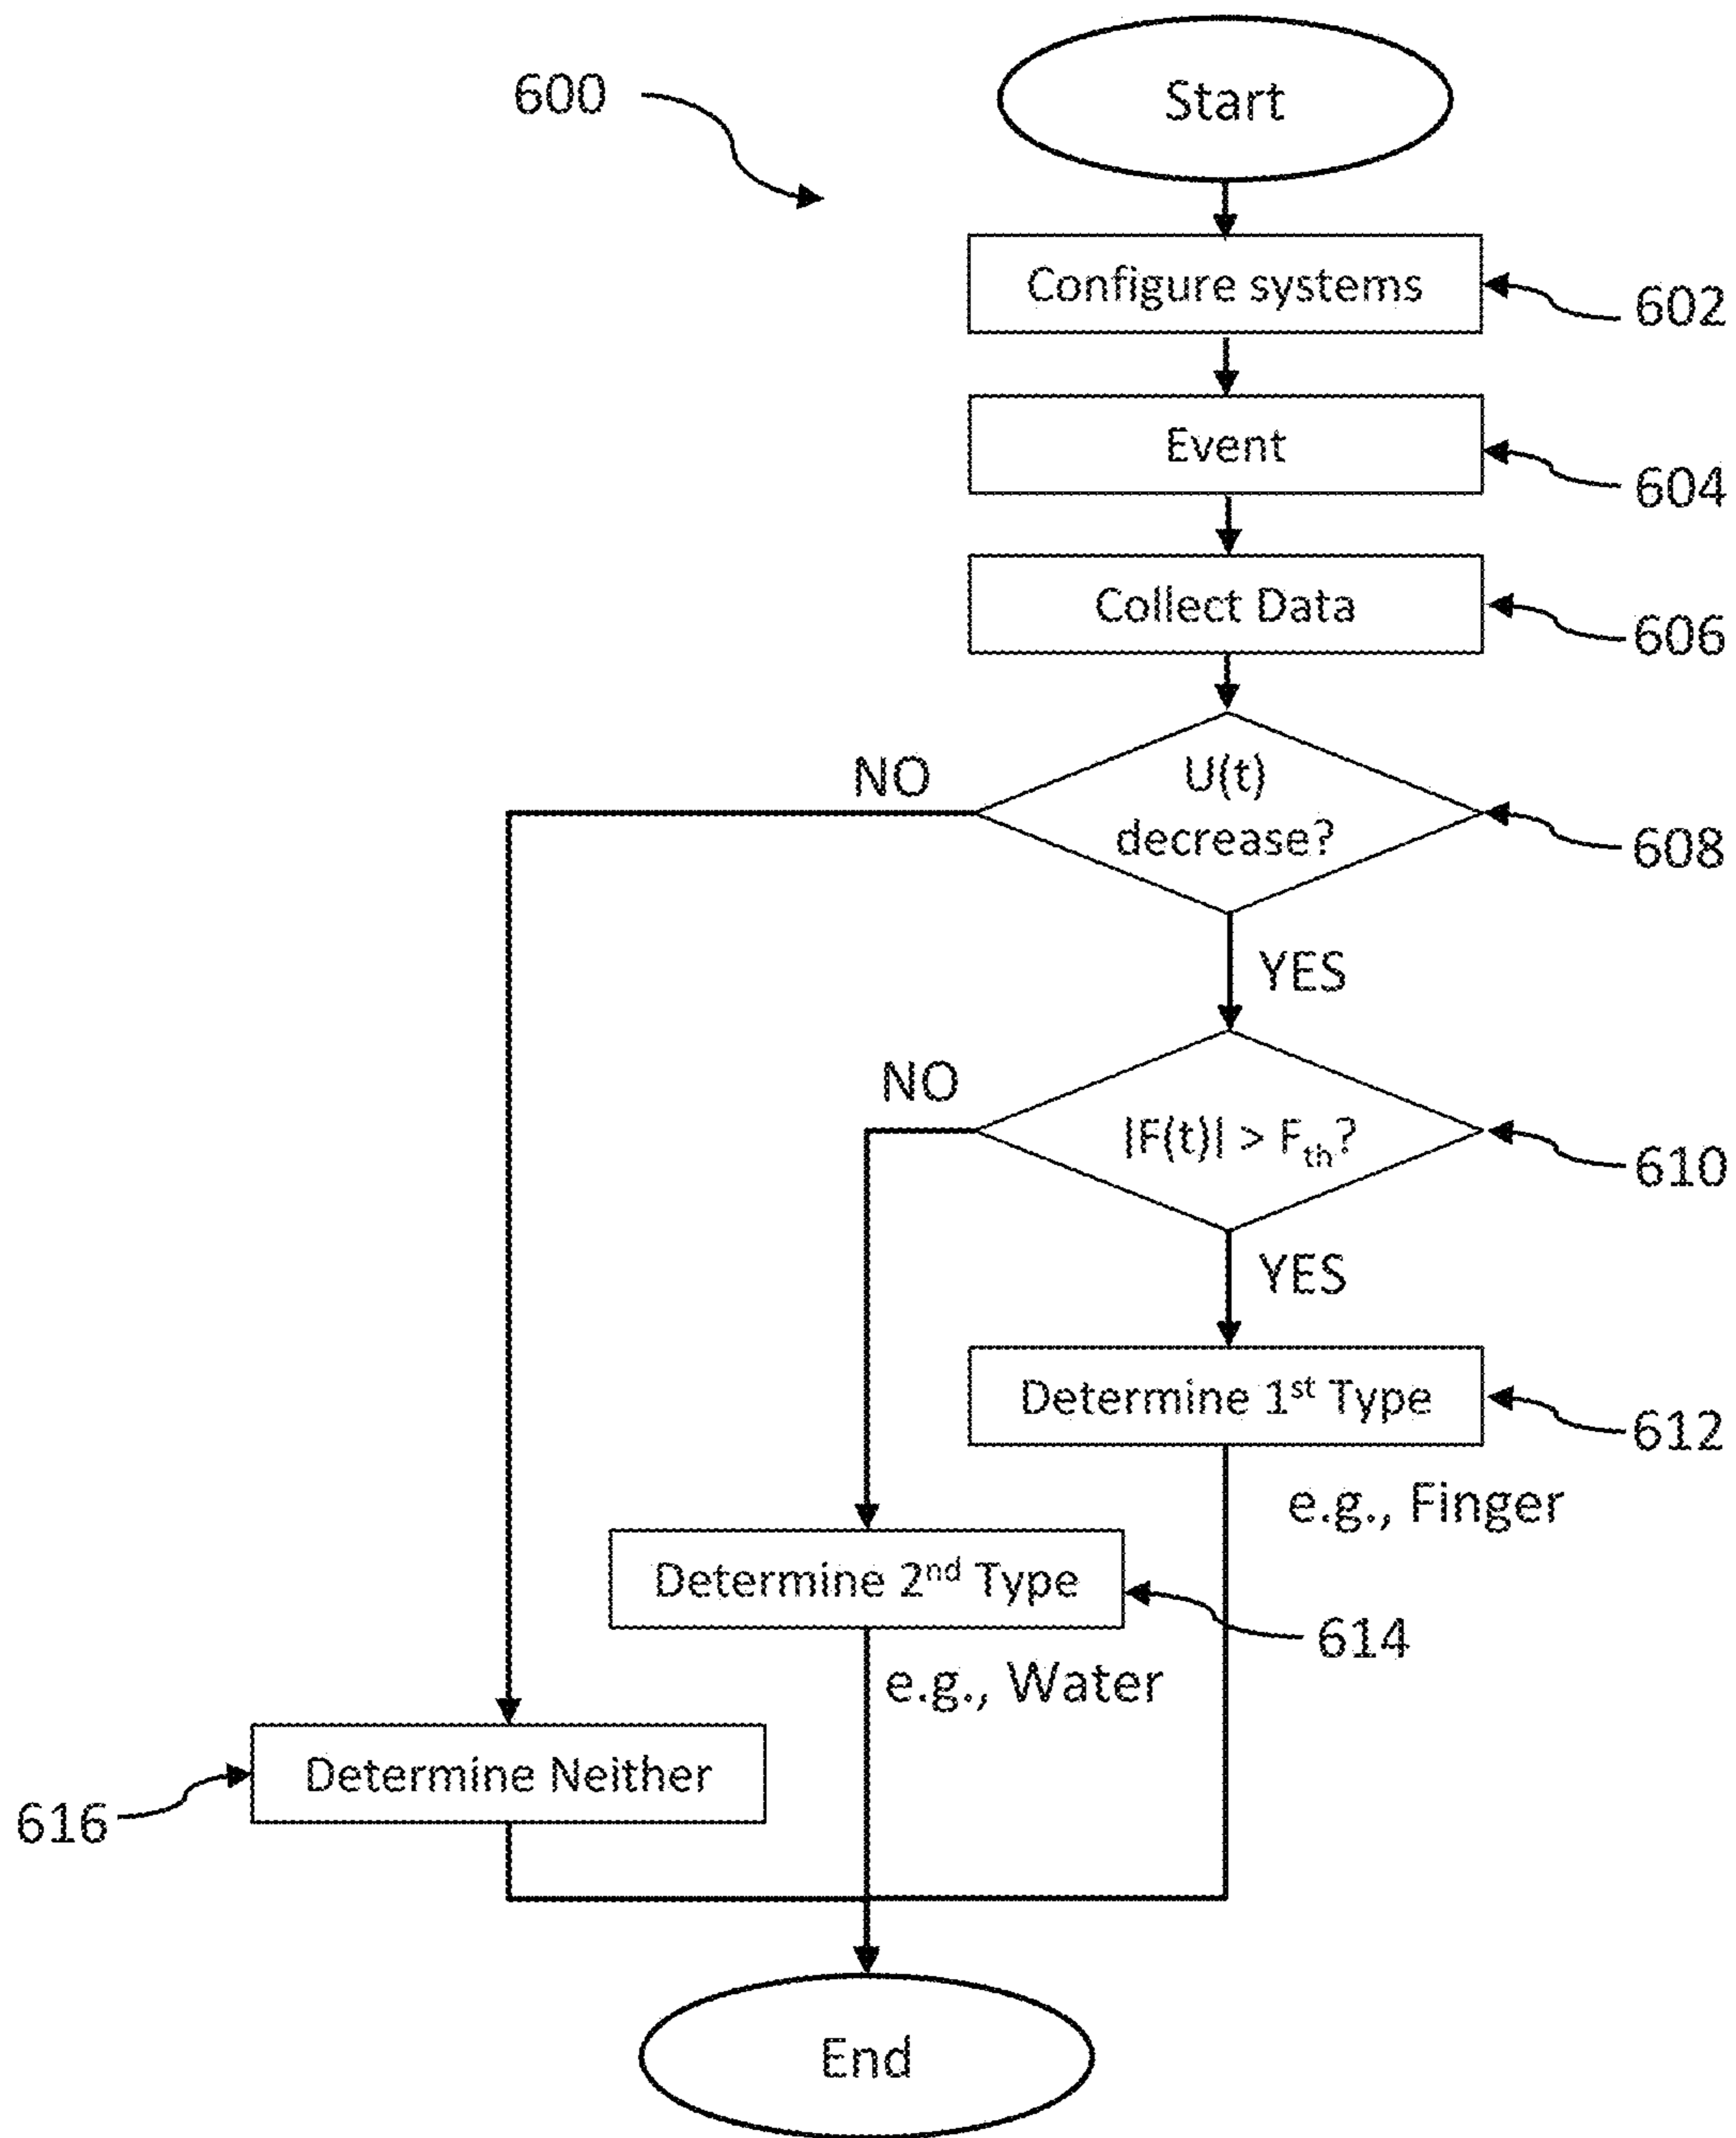 600
Start
Configure systems
602
Event
604
Collect Data
606
NO
U(t)
decrease?
608
YES
NO
|F(t)| > Fth?
610
YES
Determine 1st Type
612
e.g., Finger
Determine 2nd Type
614
e.g., Water
Determine Neither
616
End